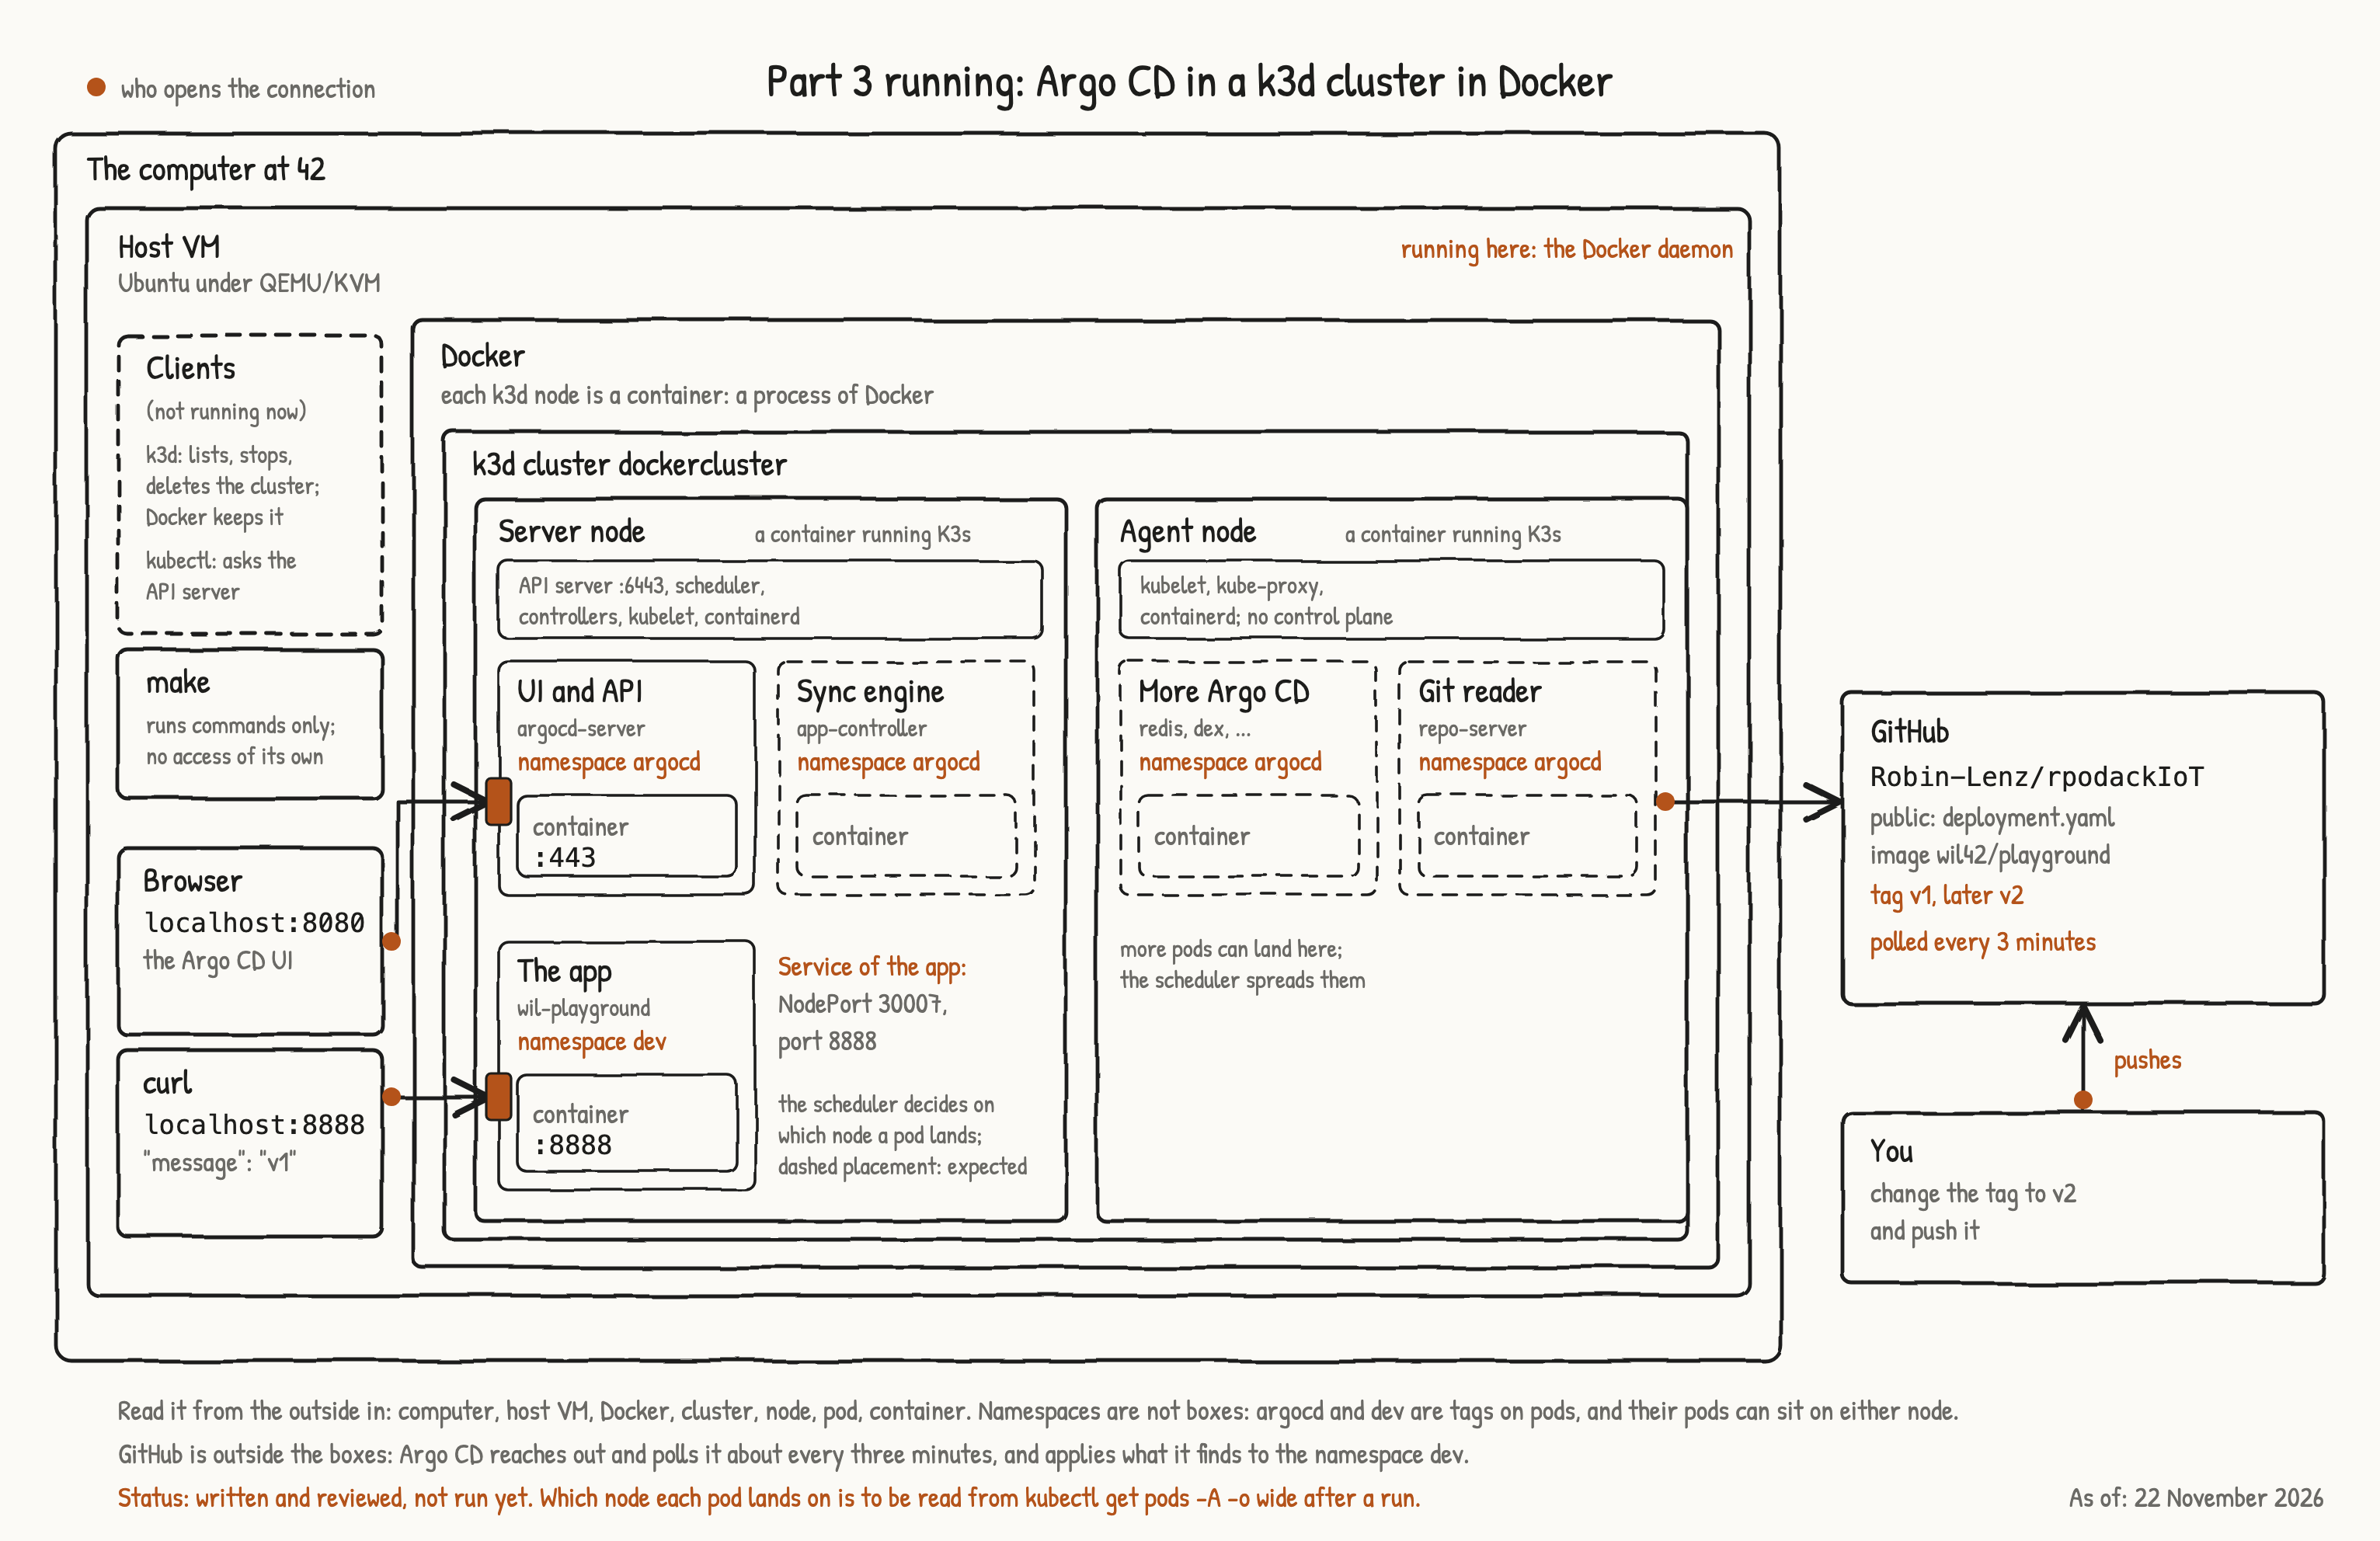 who opens the connection
Part 3 running: Argo CD in a k3d cluster in Docker
The computer at 42
Host VM
Ubuntu under QEMU/KVM
running here: the Docker daemon
Clients
(not running now)
k3d: lists, stops,
deletes the cluster;
Docker keeps it
kubectl: asks the
API server
make
runs commands only;
no access of its own
Browser
localhost:8080
the Argo CD UI
curl
localhost:8888
"message": "v1"
Docker
each k3d node is a container: a process of Docker
k3d cluster dockercluster
Server node
a container running K3s
API server :6443, scheduler,
controllers, kubelet, containerd
UI and API
argocd-server
namespace argocd
container
:443
Sync engine
app-controller
namespace argocd
container
The app
wil-playground
namespace dev
container
:8888
Service of the app:
NodePort 30007,
port 8888
the scheduler decides on
which node a pod lands;
dashed placement: expected
Agent node
a container running K3s
kubelet, kube-proxy,
containerd; no control plane
More Argo CD
redis, dex, ...
namespace argocd
container
Git reader
repo-server
namespace argocd
container
more pods can land here;
the scheduler spreads them
GitHub
Robin-Lenz/rpodackIoT
public: deployment.yaml
image wil42/playground
tag v1, later v2
polled every 3 minutes
pushes
You
change the tag to v2
and push it
Read it from the outside in: computer, host VM, Docker, cluster, node, pod, container. Namespaces are not boxes: argocd and dev are tags on pods, and their pods can sit on either node.
GitHub is outside the boxes: Argo CD reaches out and polls it about every three minutes, and applies what it finds to the namespace dev.
Status: written and reviewed, not run yet. Which node each pod lands on is to be read from kubectl get pods -A -o wide after a run.
As of: 22 November 2026